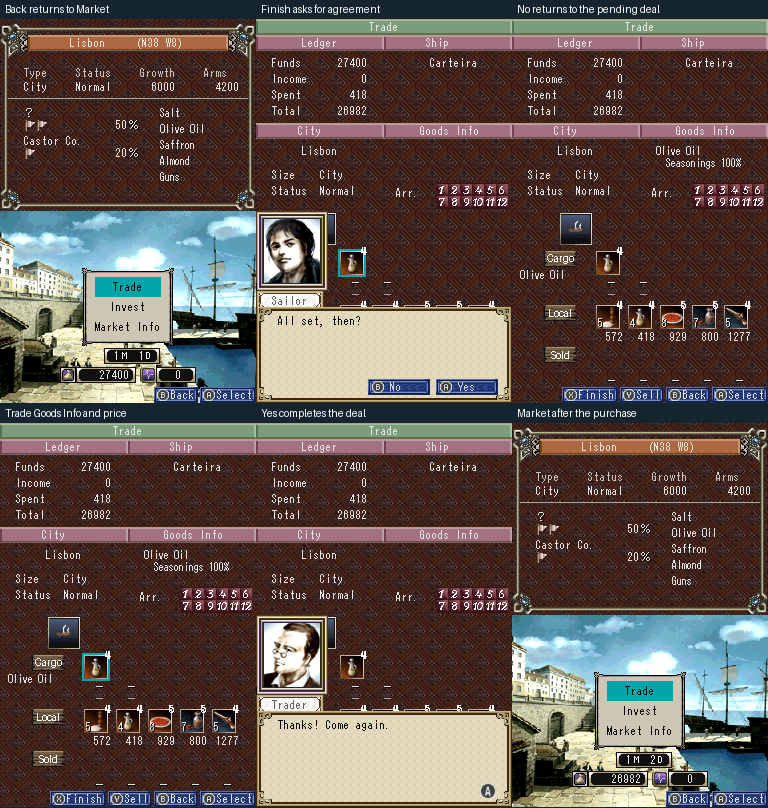 Back returns to Market
Lisbon (N38 W8)
Type Status Growth Arms
City Normal 6000 4200
?
50%
Castor Co.
20%
Salt
Olive Oil
Saffron
Almond
Guns
Trade
Invest
Market Info
1M 1D
27400 0
B Back A Select
Finish asks for agreement
Trade
Ledger Ship
Funds 27400 Carteira
Income 0
Spent 418
Total 26982
City Goods Info
Lisbon
Size City
Status Normal
Arr. 1 2 3 4 5 6
7 8 9 10 11 12
4
Sailor
All set, then?
B No A Yes
No returns to the pending deal
Trade
Ledger Ship
Funds 27400 Carteira
Income 0
Spent 418
Total 26982
City Goods Info
Lisbon Olive Oil
Seasonings 100%
Size City
Status Normal
Arr. 1 2 3 4 5 6
7 8 9 10 11 12
Cargo 4
Olive Oil
Local
572 418 829 800 1277
Sold
X Finish Y Sell B Back A Select
Trade Goods Info and price
Trade
Ledger Ship
Funds 27400 Carteira
Income 0
Spent 418
Total 26982
City Goods Info
Lisbon Olive Oil
Seasonings 100%
Size City
Status Normal
Arr. 1 2 3 4 5 6
7 8 9 10 11 12
Cargo 4
Olive Oil
Local
572 418 829 800 1277
Sold
X Finish Y Sell B Back A Select
Yes completes the deal
Trade
Ledger Ship
Funds 27400 Carteira
Income 0
Spent 418
Total 26982
City Goods Info
Lisbon
Size City
Status Normal
Arr. 1 2 3 4 5 6
7 8 9 10 11 12
4
Trader
Thanks! Come again.
A
Market after the purchase
Lisbon (N38 W8)
Type Status Growth Arms
City Normal 6000 4200
?
50%
Castor Co.
20%
Salt
Olive Oil
Saffron
Almond
Guns
Trade
Invest
Market Info
1M 2D
26982 0
B Back A Select